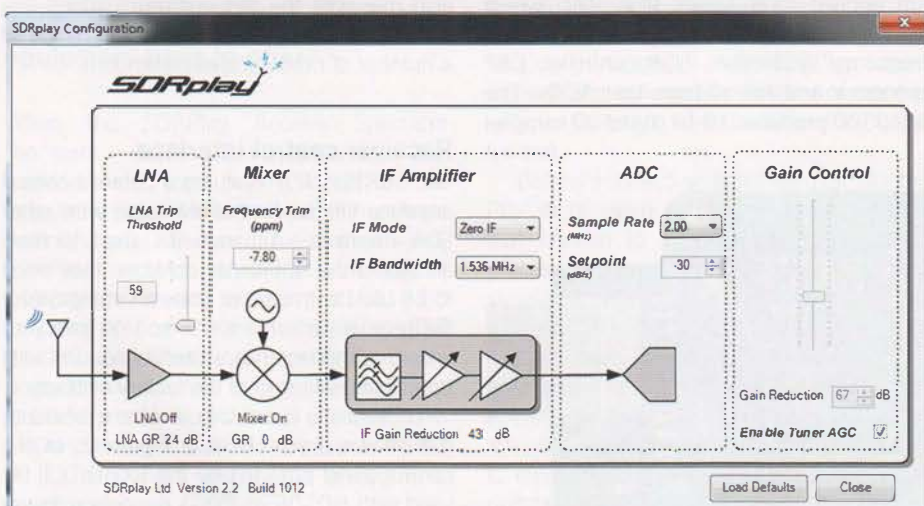 SDRplay Configuration
SDRplay
LNA
LNA Trip
Threshold
59
LNA Off
LNA GR 24 dB
Mixer
Frequency Trim
(ppm)
-7.80
Mixer On
GR 0 dB
IF Amplifier
IF Mode Zero IF
IF Bandwidth 1.536 MHz
IF Gain Reduction 43 dB
ADC
Sample Rate 2.00
(MHz)
Setpoint -30
(dBfs)
Gain Control
Gain Reduction 67 dB
Enable Tuner AGC
SDRplay Ltd. Version 2.2 Build 1012
Load Defaults
Close